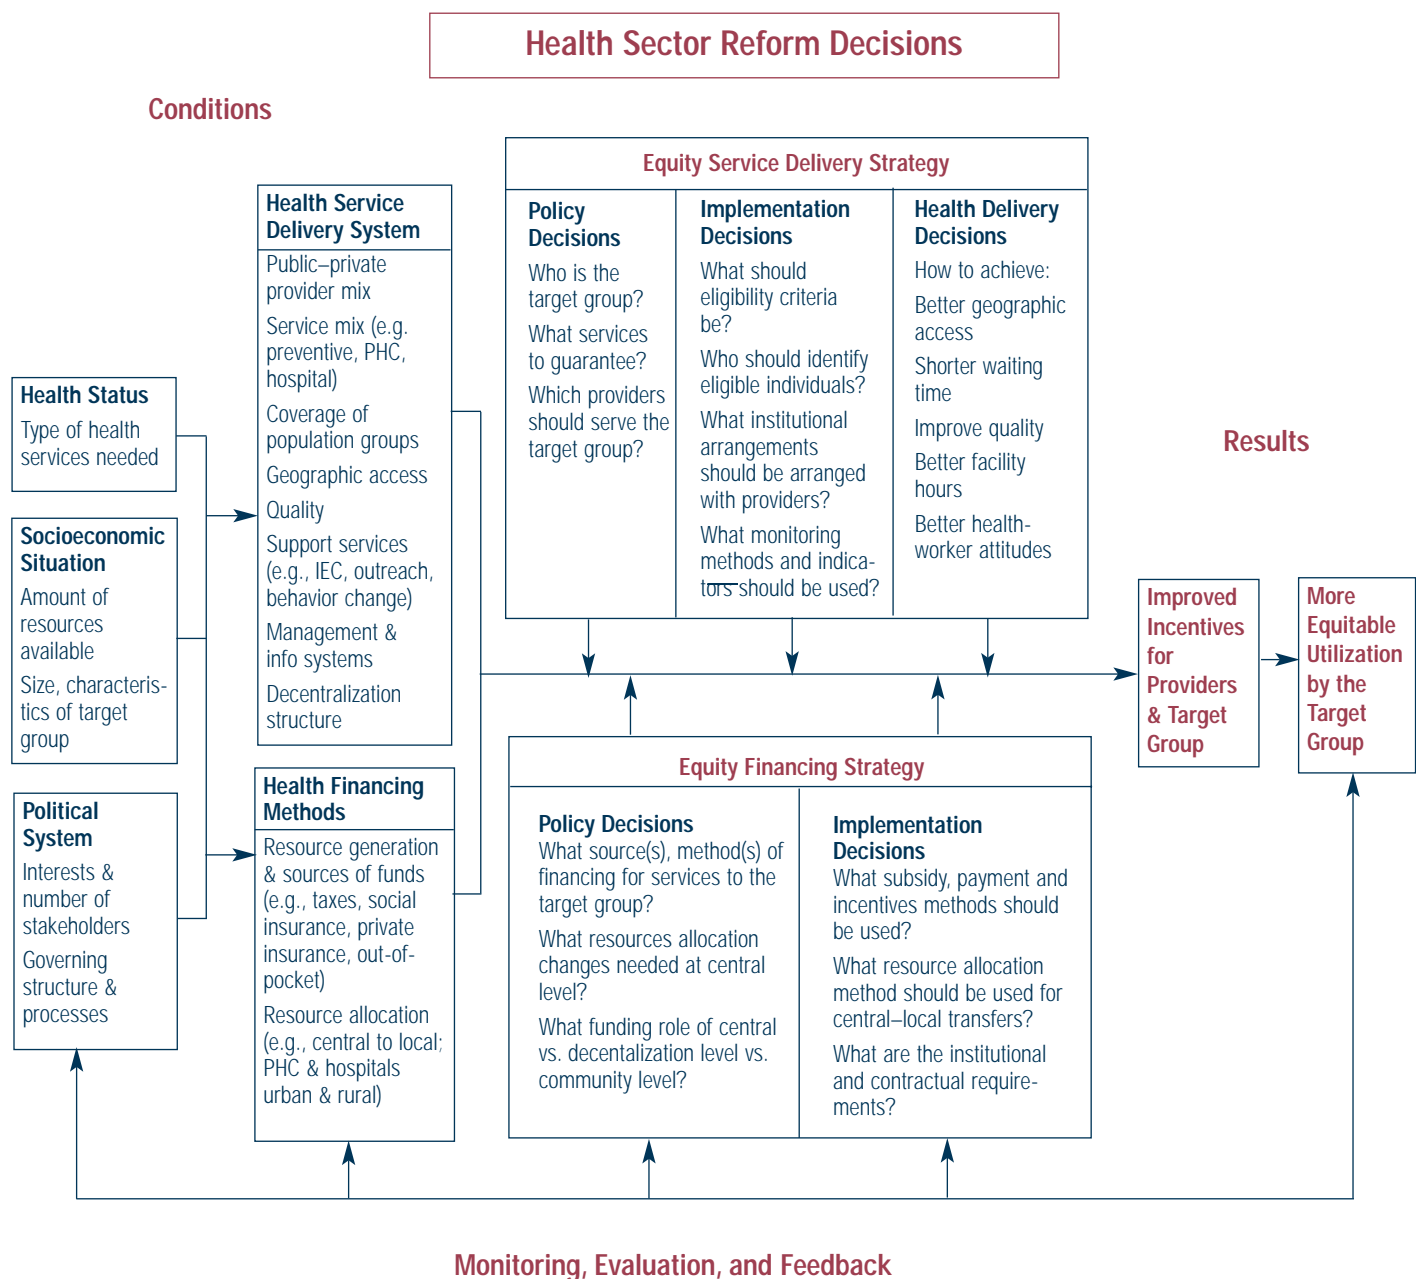 Health Sector Reform Decisions
Conditions
Health Status
Type of health
services needed
Socioeconomic
Situation
Amount of
resources
available
Size, characteris-
tics of target
group
Political
System
Interests &
number of
stakeholders
Governing
structure &
processes
Health Service
Delivery System
Public–private
provider mix
Service mix (e.g.
preventive, PHC,
hospital)
Coverage of
population groups
Geographic access
Quality
Support services
(e.g., IEC, outreach,
behavior change)
Management &
info systems
Decentralization
structure
Health Financing
Methods
Resource generation
& sources of funds
(e.g., taxes, social
insurance, private
insurance, out-of-
pocket)
Resource allocation
(e.g., central to local;
PHC & hospitals
urban & rural)
Equity Service Delivery Strategy
Policy
Decisions
Who is the
target group?
What services
to guarantee?
Which providers
should serve the
target group?
Implementation
Decisions
What should
eligibility criteria
be?
Who should identify
eligible individuals?
What institutional
arrangements
should be arranged
with providers?
What monitoring
methods and indica-
tors should be used?
Health Delivery
Decisions
How to achieve:
Better geographic
access
Shorter waiting
time
Improve quality
Better facility
hours
Better health-
worker attitudes
Equity Financing Strategy
Policy Decisions
What source(s), method(s) of
financing for services to the
target group?
What resources allocation
changes needed at central
level?
What funding role of central
vs. decentalization level vs.
community level?
Implementation
Decisions
What subsidy, payment and
incentives methods should
be used?
What resource allocation
method should be used for
central–local transfers?
What are the institutional
and contractual require-
ments?
Results
Improved
Incentives
for
Providers
& Target
Group
More
Equitable
Utilization
by the
Target
Group
Monitoring, Evaluation, and Feedback